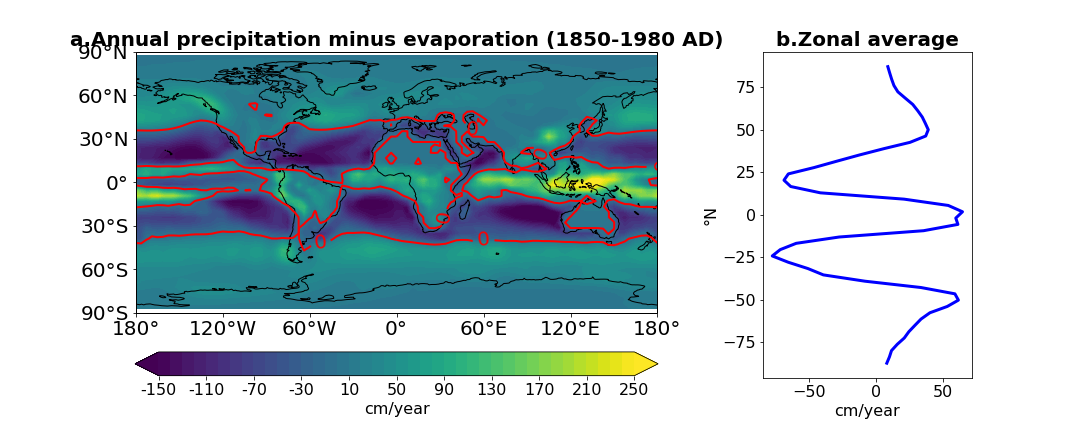 a.Annual precipitation minus evaporation (1850-1980 AD)
90°N
60°N
30°N
0°
30°S
60°S
90°S
0
0
180° 120°W 60°W 0° 60°E 120°E 180°
-150 -110 -70 -30 10 50 90 130 170 210 250
cm/year
b.Zonal average
75
50
25
0
−25
−50
−75
°N
−50 0 50
cm/year